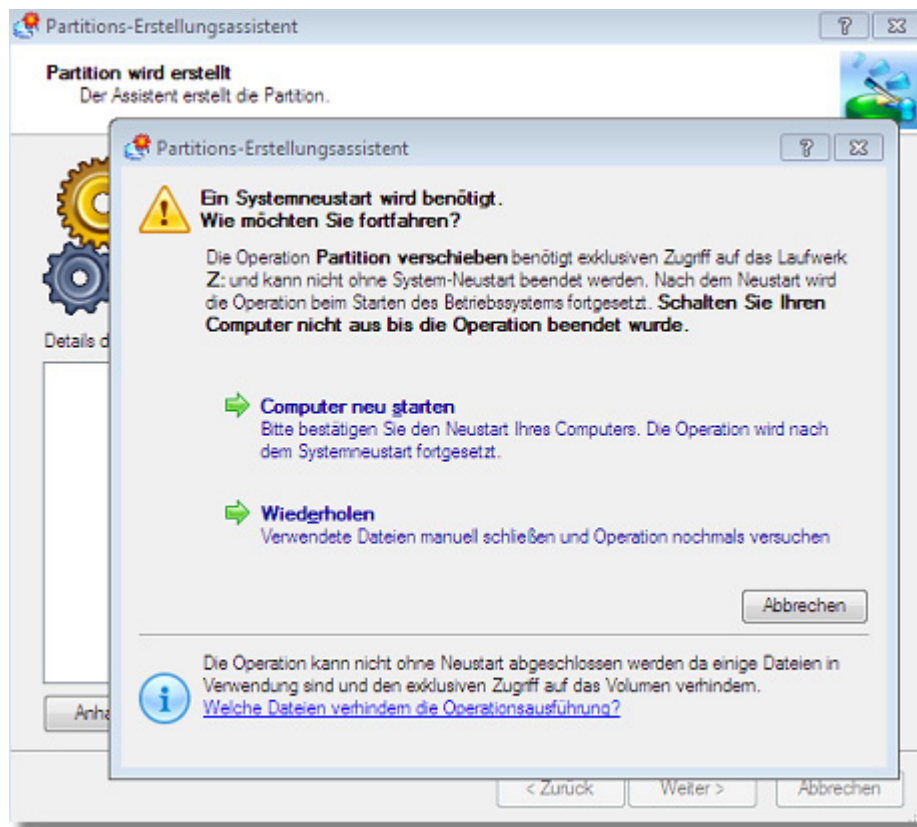 Partitions-Erstellungsassistent
Partition wird erstellt
Der Assistent erstellt die Partition.
Partitions-Erstellungsassistent
Ein Systemneustart wird benötigt.
Wie möchten Sie fortfahren?
Die Operation Partition verschieben benötigt exklusiven Zugriff auf das Laufwerk
Z: und kann nicht ohne System-Neustart beendet werden. Nach dem Neustart wird
die Operation beim Starten des Betriebssystems fortgesetzt. Schalten Sie Ihren
Computer nicht aus bis die Operation beendet wurde.
Details d
Computer neu starten
Bitte bestätigen Sie den Neustart Ihres Computers. Die Operation wird nach
dem Systemneustart fortgesetzt.
Wiederholen
Verwendete Dateien manuell schließen und Operation nochmals versuchen
Abbrechen
Die Operation kann nicht ohne Neustart abgeschlossen werden da einige Dateien in
Verwendung sind und den exklusiven Zugriff auf das Volumen verhindern.
Welche Dateien verhindern die Operationsausführung?
Anha
< Zurück Weiter > Abbrechen